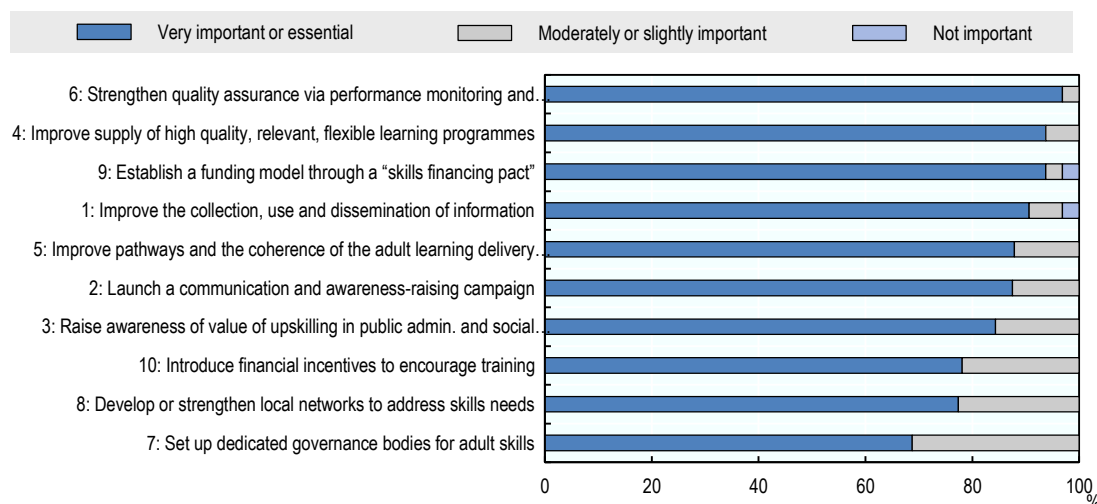 Very important or essential
Moderately or slightly important
Not important
6: Strengthen quality assurance via performance monitoring and…
4: Improve supply of high quality, relevant, flexible learning programmes
9: Establish a funding model through a “skills financing pact”
1: Improve the collection, use and dissemination of information
5: Improve pathways and the coherence of the adult learning delivery…
2: Launch a communication and awareness-raising campaign
3: Raise awareness of value of upskilling in public admin. and social…
10: Introduce financial incentives to encourage training
8: Develop or strengthen local networks to address skills needs
7: Set up dedicated governance bodies for adult skills
0 20 40 60 80 100
%